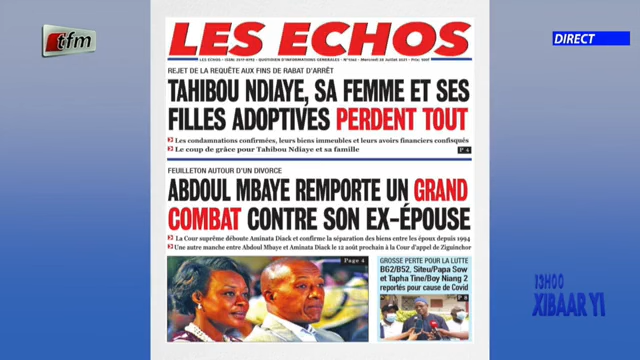 tfm
DIRECT
LES ECHOS
REJET DE LA REQUÊTE AUX FINS DE RABAT D'ARRÊT
TAHIBOU NDIAYE, SA FEMME ET SES
FILLES ADOPTIVES PERDENT TOUT
Les condamnations confirmées, leurs biens immeubles et leurs avoirs financiers confisqués
Le coup de grâce pour Tahibou Ndiaye et sa famille
P 4
FEUILLETON AUTOUR D'UN DIVORCE
ABDOUL MBAYE REMPORTE UN GRAND
COMBAT CONTRE SON EX-ÉPOUSE
La Cour suprême déboute Aminata Diack et confirme la séparation des biens entre les époux depuis 1994
Une autre manche entre Abdoul Mbaye et Aminata Diack le 12 août prochain à la Cour d'appel de Ziguinchor
Page 4
GROSSE PERTE POUR LA LUTTE
BG2/B52, Siteu/Papa Sow
et Tapha Tine/Boy Niang 2
reportés pour cause de Covid
13H00
XIBAAR YI